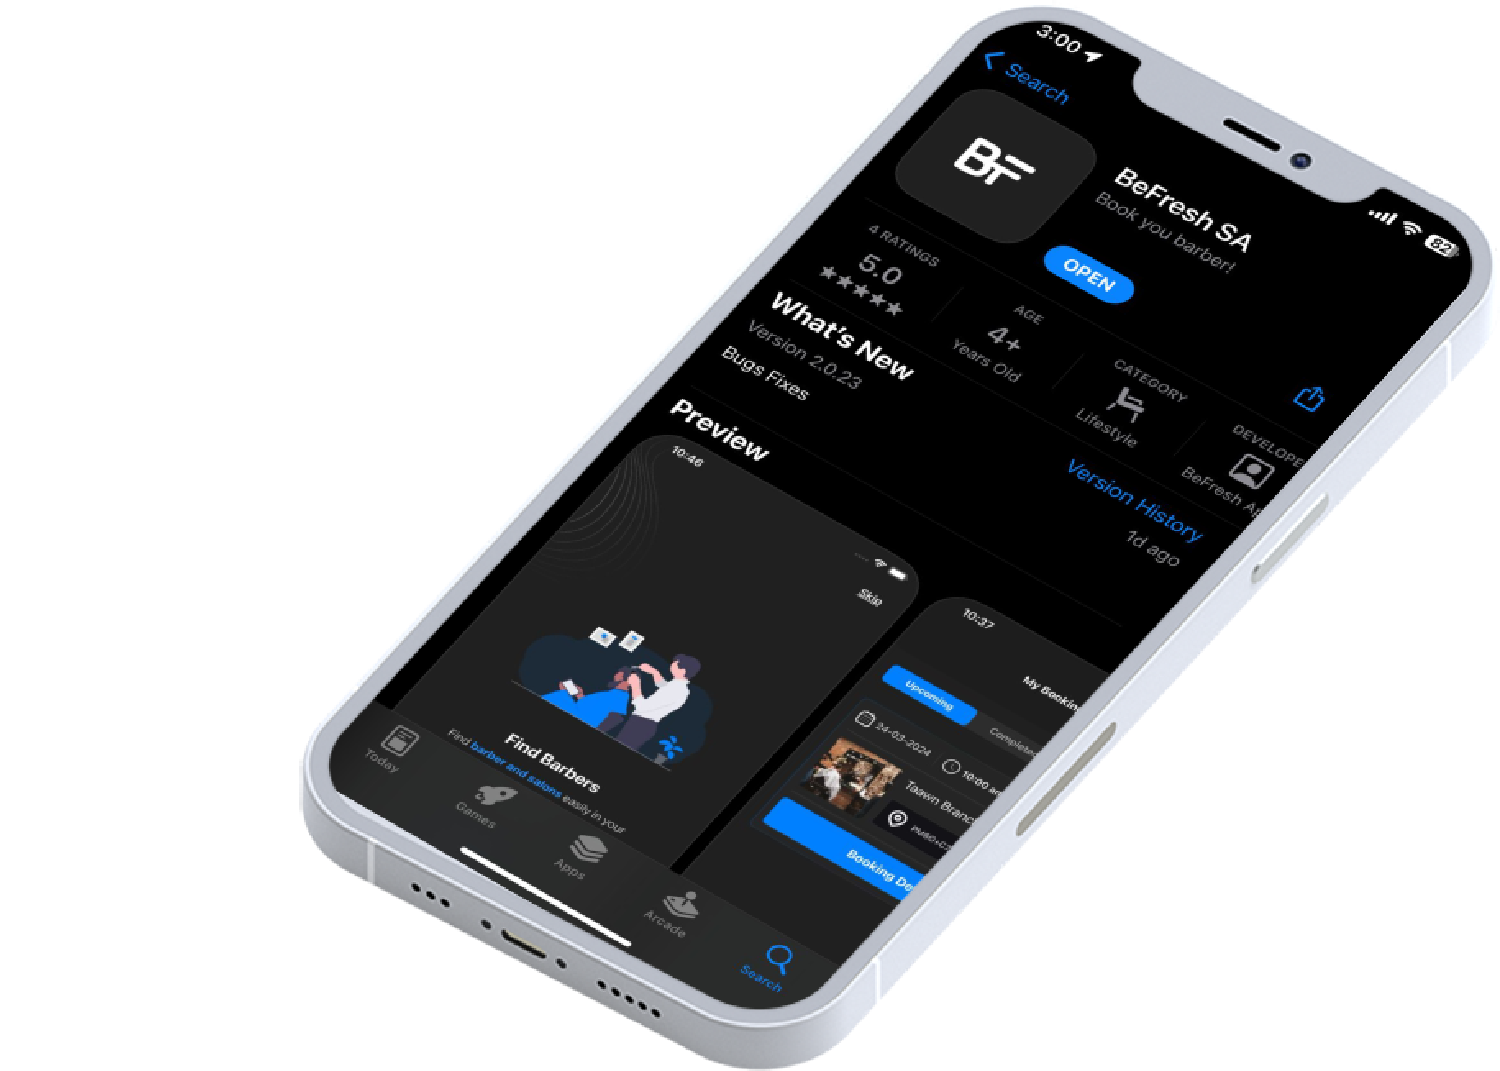 3:00
82
Search
BF
BeFresh SA
Book you barber!
OPEN
4 RATINGS
5.0
AGE
4+
Years Old
CATEGORY
Lifestyle
DEVELOPE
BeFresh Ap
What's New
Version History
Version 2.0.23
1d ago
Bugs Fixes
Preview
10:46
Skip
Find Barbers
Find barber and salons easily in your
10:37
My Bookin
Upcoming
Complete
24-03-2024
10:00 a
Taawn Branc
Booking De
Today
Games
Apps
Arcade
Search